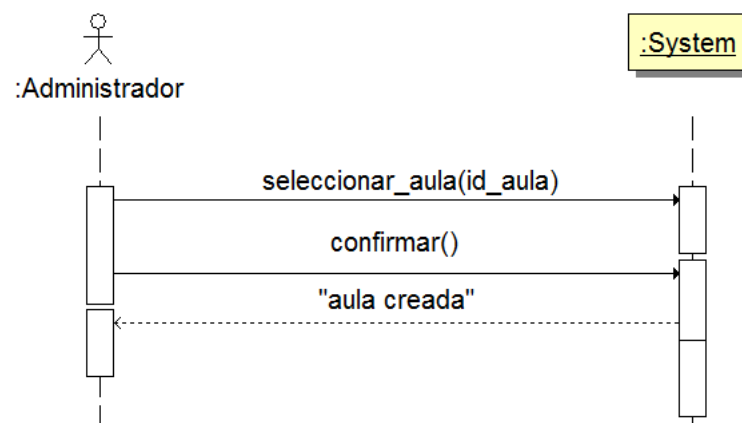 :Administrador
:System
seleccionar_aula(id_aula)
confirmar()
"aula creada"